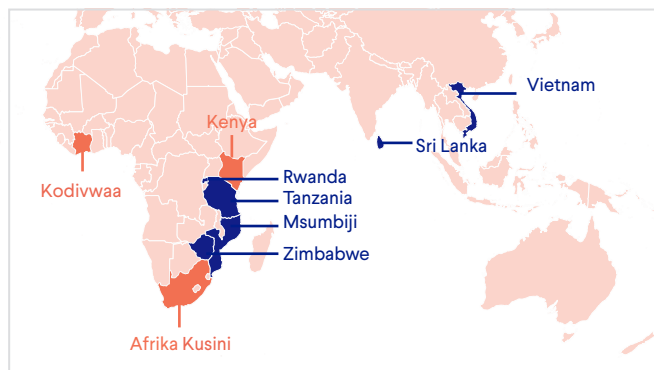 Vietnam
Kenya
Sri Lanka
Rwanda
Kodivwaa
Tanzania
Msumbiji
Zimbabwe
Afrika Kusini